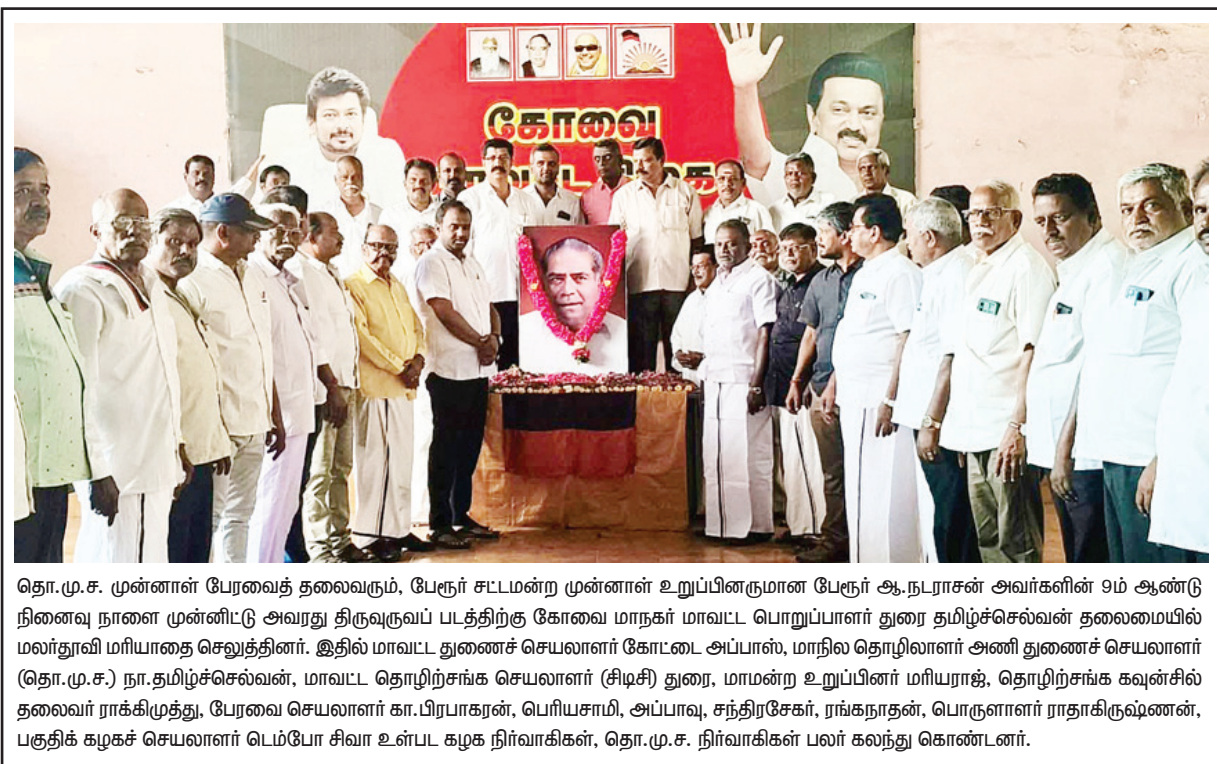 கோவை
தொ.மு.ச. முன்னாள் பேரவைத் தலைவரும், பேரூர் சட்டமன்ற முன்னாள் உறுப்பினருமான பேரூர் ஆ.நடராசன் அவர்களின் 9ம் ஆண்டு
நினைவு நாளை முன்னிட்டு அவரது திருவுருவப் படத்திற்கு கோவை மாநகர் மாவட்ட பொறுப்பாளர் துரை தமிழ்ச்செல்வன் தலைமையில்
மலர்தூவி மரியாதை செலுத்தினர். இதில் மாவட்ட துணைச் செயலாளர் கோட்டை அப்பாஸ், மாநில தொழிலாளர் அணி துணைச் செயலாளர்
(தொ.மு.ச.) நா.தமிழ்ச்செல்வன், மாவட்ட தொழிற்சங்க செயலாளர் (சிடிசி) துரை, மாமன்ற உறுப்பினர் மரியராஜ், தொழிற்சங்க கவுன்சில்
தலைவர் ராக்கிமுத்து, பேரவை செயலாளர் கா.பிரபாகரன், பெரியசாமி, அப்பாவு, சந்திரசேகர், ரங்கநாதன், பொருளாளர் ராதாகிருஷ்ணன்,
பகுதிக் கழகச் செயலாளர் டெம்போ சிவா உள்பட கழக நிர்வாகிகள், தொ.மு.ச. நிர்வாகிகள் பலர் கலந்து கொண்டனர்.